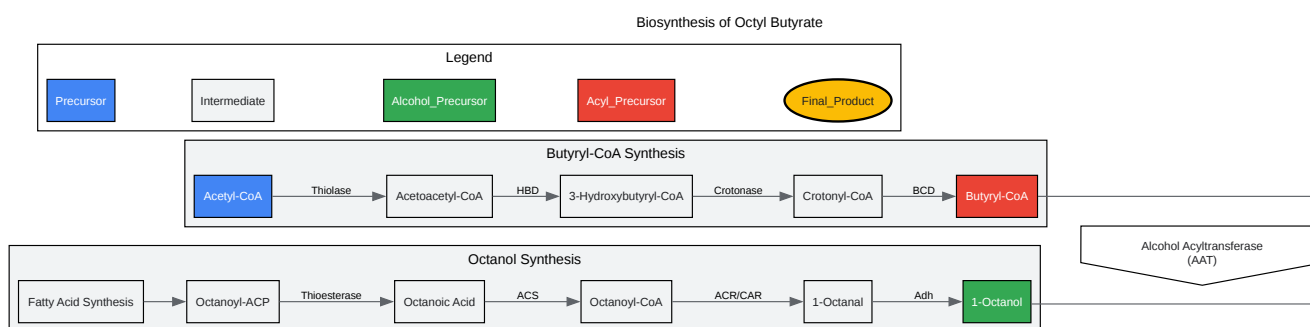 Biosynthesis of Octyl Butyrate
Legend
Precursor
Intermediate
Alcohol_Precursor
Acyl_Precursor
Final_Product
Butyryl-CoA Synthesis
Acetyl-CoA
Thiolase
Acetoacetyl-CoA
HBD
3-Hydroxybutyryl-CoA
Crotonase
Crotonyl-CoA
BCD
Butyryl-CoA
Alcohol Acyltransferase
(AAT)
Octanol Synthesis
Fatty Acid Synthesis
Octanoyl-ACP
Thioesterase
Octanoic Acid
ACS
Octanoyl-CoA
ACR/CAR
1-Octanal
Adh
1-Octanol